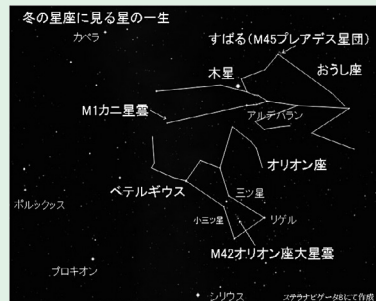 冬の星座に見る星の一生
カペラ
すばる(M45プレアデス星団)
木星
おうし座
M1カニ星雲
アルデバラン
オリオン座
ベテルギウス
三ツ星
ポルックッス
小三ツ星
リゲル
M42オリオン座大星雲
プロキオン
シリウス
ステラナビゲータ8にて作成